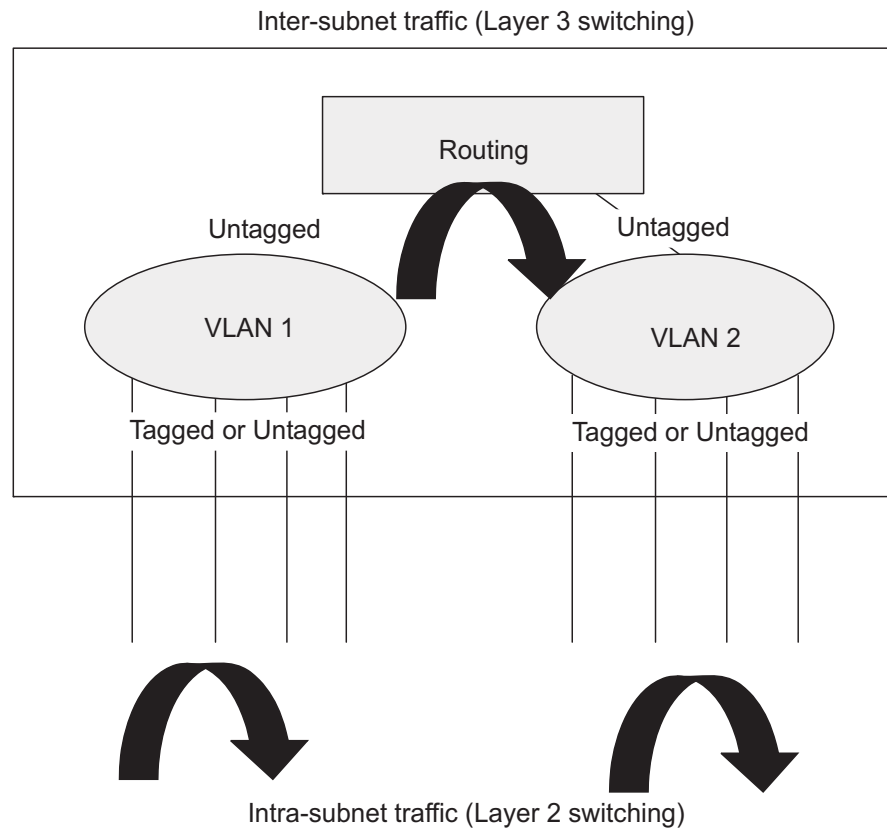 Inter-subnet traffic (Layer 3 switching)
Routing
Untagged
Untagged
VLAN 1
VLAN 2
Tagged or Untagged
Tagged or Untagged
Intra-subnet traffic (Layer 2 switching)